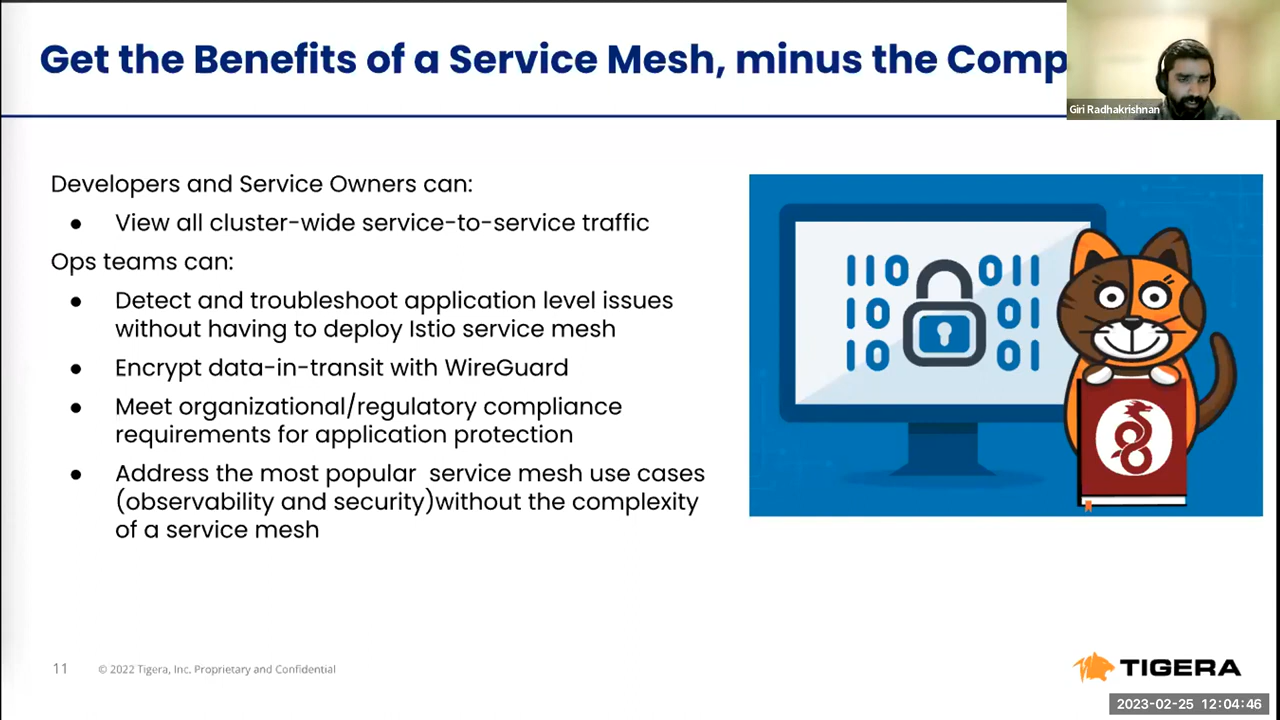 Get the Benefits of a Service Mesh, minus the Comp
Giri Radhakrishnan
Developers and Service Owners can:
● View all cluster-wide service-to-service traffic
Ops teams can:
● Detect and troubleshoot application level issues
without having to deploy Istio service mesh
● Encrypt data-in-transit with WireGuard
● Meet organizational/regulatory compliance
requirements for application protection
● Address the most popular  service mesh use cases
(observability and security)without the complexity
of a service mesh
110 011
10 01
10 01
11 © 2022 Tigera, Inc. Proprietary and Confidential
TIGERA
2023-02-25 12:04:46